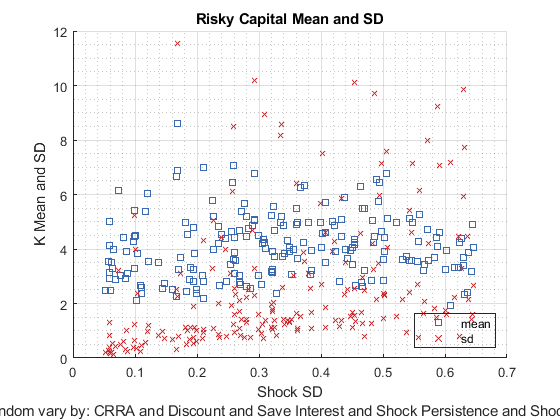 Risky Capital Mean and SD
12
10
8
6
4
2
0
K Mean and SD
mean
sd
0 0.1 0.2 0.3 0.4 0.5 0.6 0.7
Shock SD
vary by: CRRA and Discount and Save Interest and Shock Persistence and